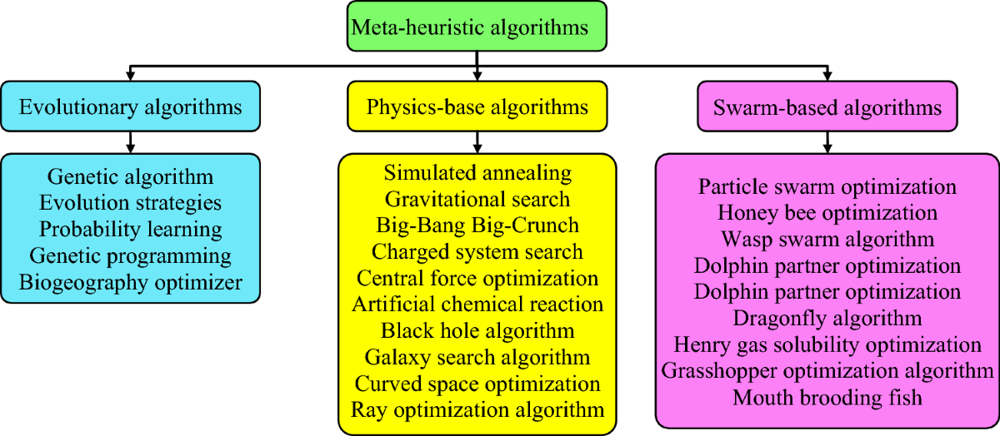 Meta-heuristic algorithms
Evolutionary algorithms
Physics-base algorithms
Swarm-based algorithms
Genetic algorithm
Evolution strategies
Probability learning
Genetic programming
Biogeography optimizer
Simulated annealing
Gravitational search
Big-Bang Big-Crunch
Charged system search
Central force optimization
Artificial chemical reaction
Black hole algorithm
Galaxy search algorithm
Curved space optimization
Ray optimization algorithm
Particle swarm optimization
Honey bee optimization
Wasp swarm algorithm
Dolphin partner optimization
Dolphin partner optimization
Dragonfly algorithm
Henry gas solubility optimization
Grasshopper optimization algorithm
Mouth brooding fish